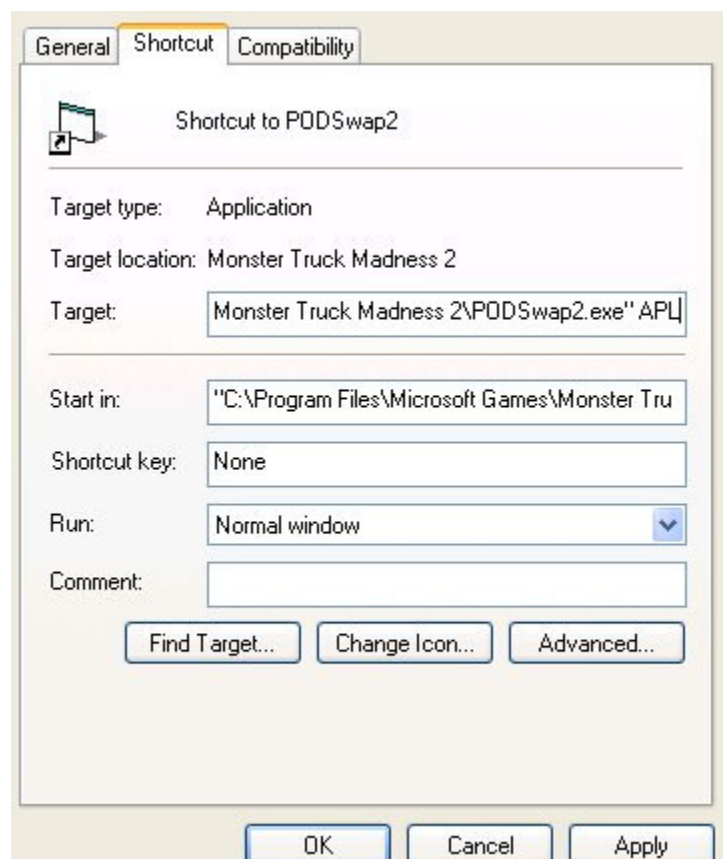 General Shortcut Compatibility
Shortcut to PODSwap2
Target type: Application
Target location: Monster Truck Madness 2
Target: Monster Truck Madness 2\PODSwap2.exe" APL
Start in: "C:\Program Files\Microsoft Games\Monster Tru
Shortcut key: None
Run: Normal window
Comment:
Find Target... Change Icon... Advanced...
OK Cancel Apply